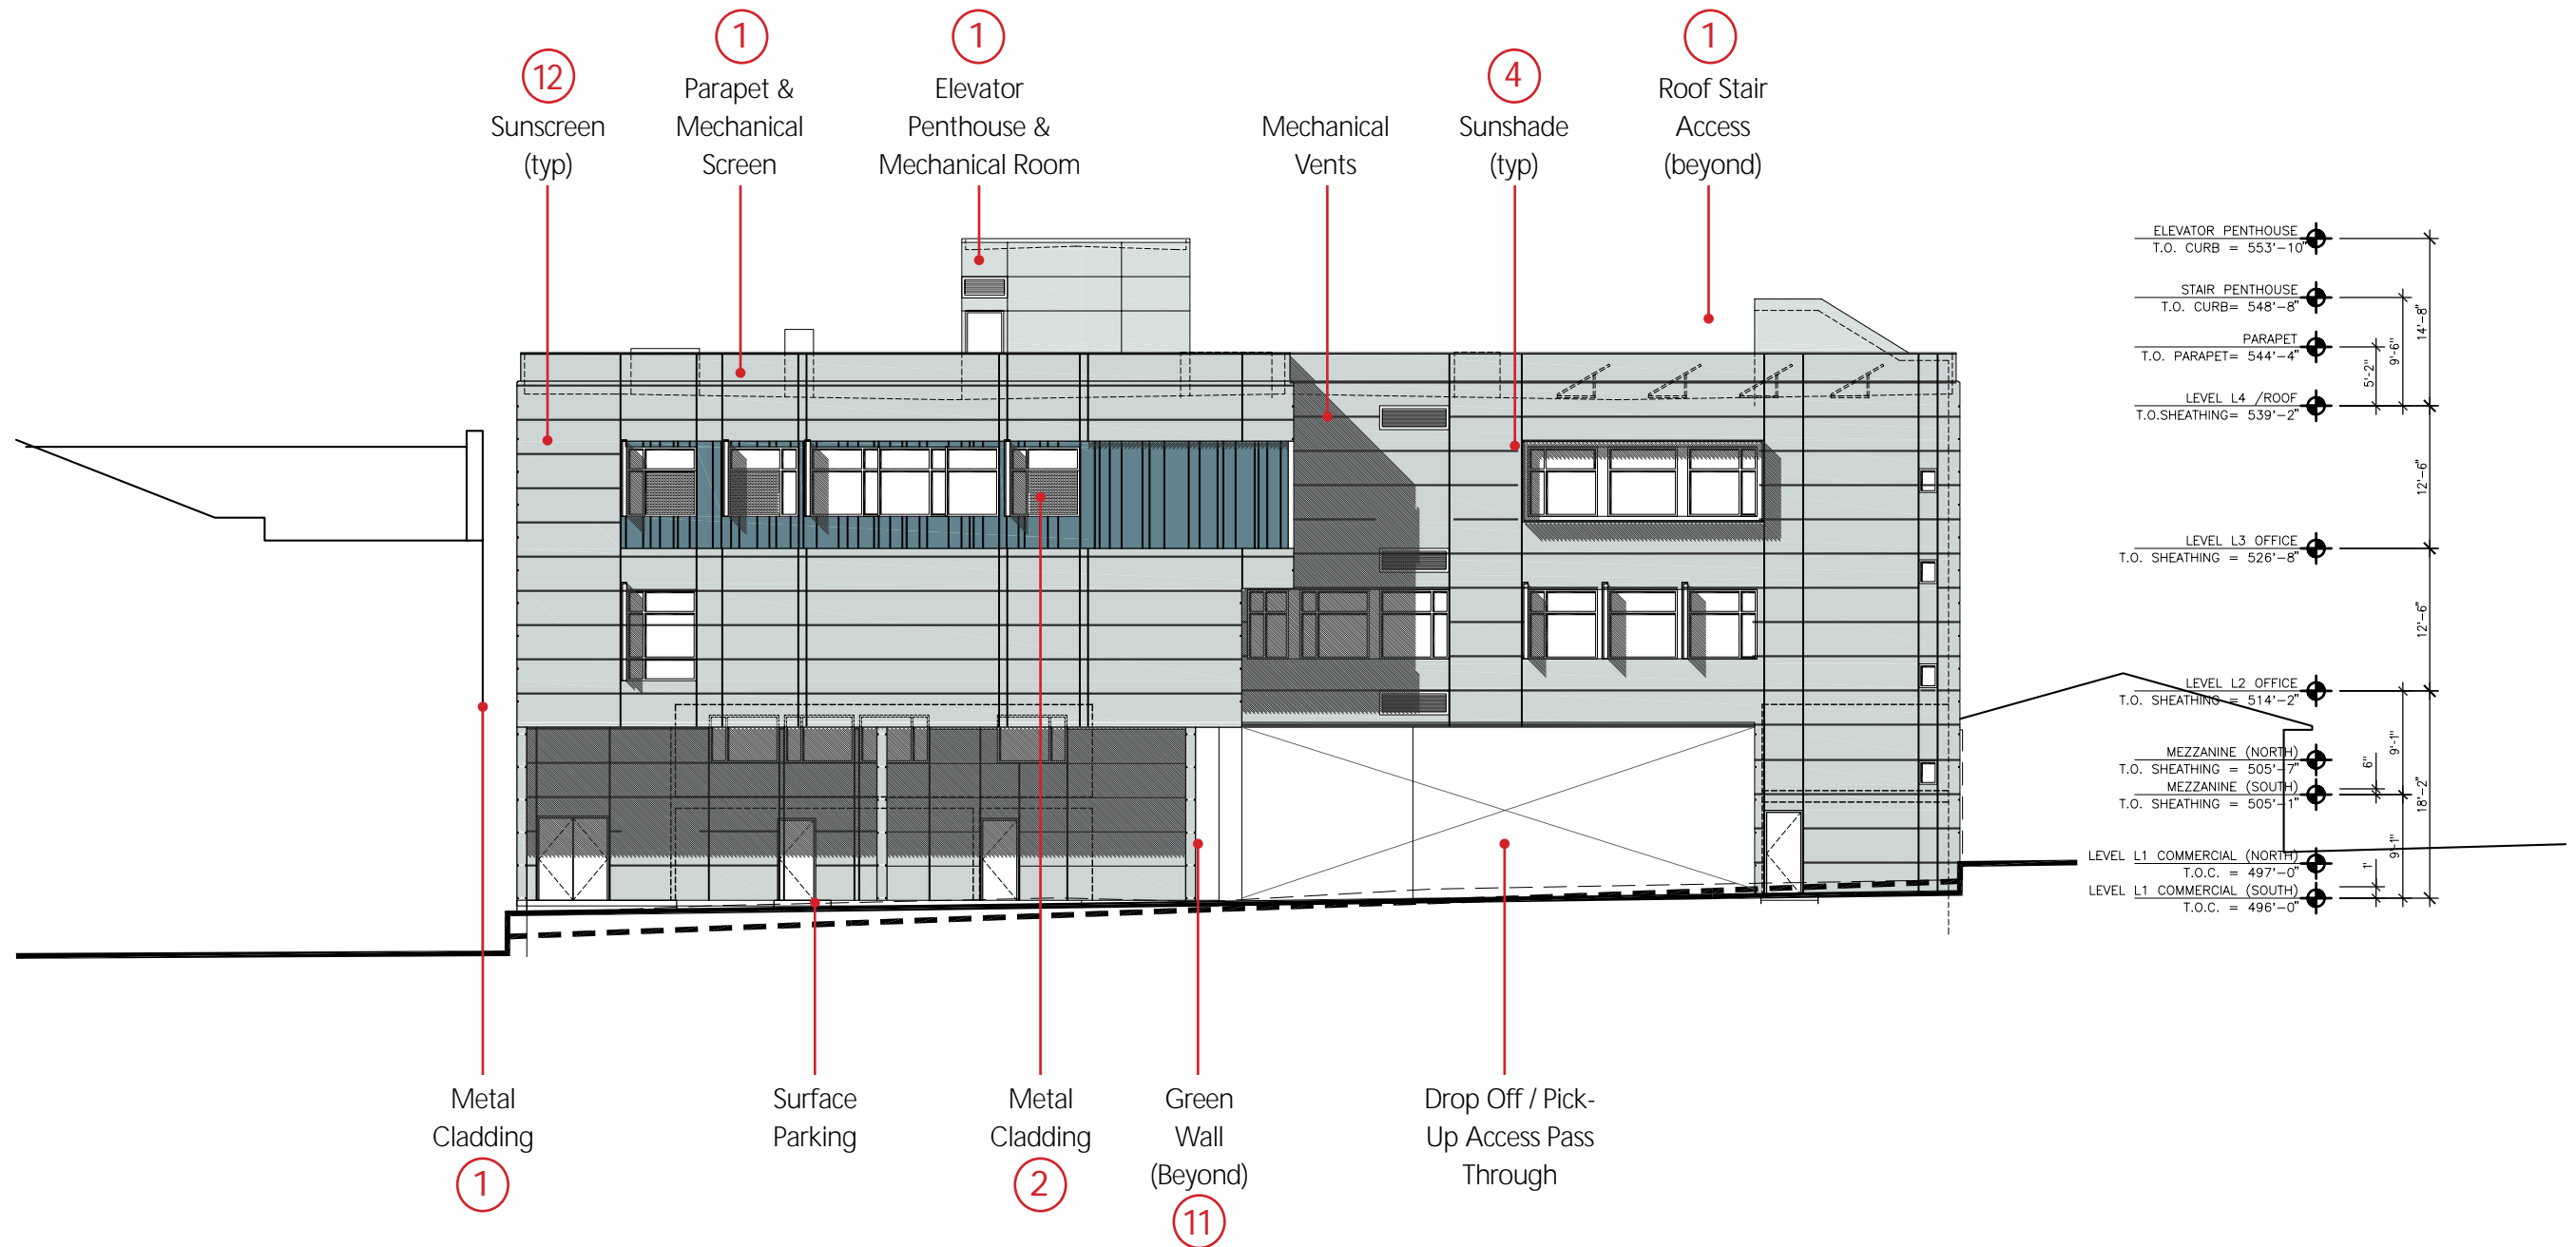 12
Sunscreen
(typ)
1
Parapet &
Mechanical
Screen
1
Elevator
Penthouse &
Mechanical Room
Mechanical
Vents
4
Sunshade
(typ)
1
Roof Stair
Access
(beyond)
ELEVATOR PENTHOUSE
T.O. CURB = 553'-10"
STAIR PENTHOUSE
T.O. CURB= 548'-8"
PARAPET
T.O. PARAPET= 544'-4"
LEVEL L4 /ROOF
T.O.SHEATHING= 539'-2"
LEVEL L3 OFFICE
T.O. SHEATHING = 526'-8"
LEVEL L2 OFFICE
T.O. SHEATHING = 514'-2"
MEZZANINE (NORTH)
T.O. SHEATHING = 505'-7"
MEZZANINE (SOUTH)
T.O. SHEATHING = 505'-1"
LEVEL L1 COMMERCIAL (NORTH)
T.O.C. = 497'-0"
LEVEL L1 COMMERCIAL (SOUTH)
T.O.C. = 496'-0"
5'-2"
9'-6"
14'-8"
12'-6"
12'-6"
9'-1"
6"
18'-2"
9'-1"
1'
Metal
Cladding
1
Surface
Parking
Metal
Cladding
2
Green
Wall
(Beyond)
11
Drop Off / Pick-
Up Access Pass
Through